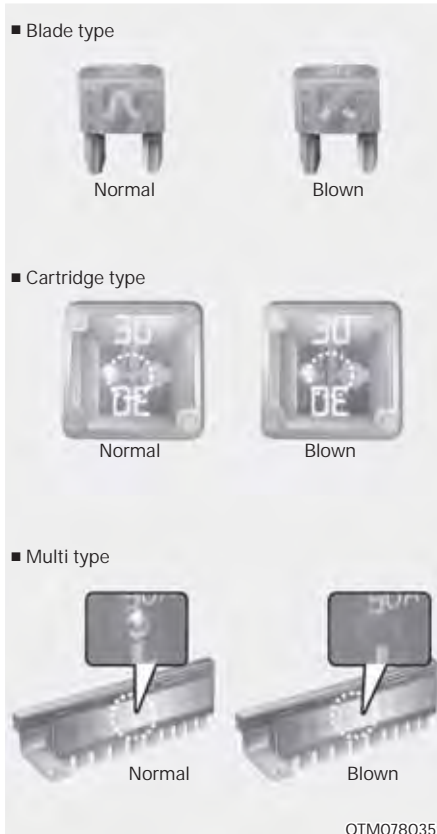 ■ Blade type
Normal Blown
■ Cartridge type
30 30
Normal Blown
■ Multi type
Normal Blown
OTM078035